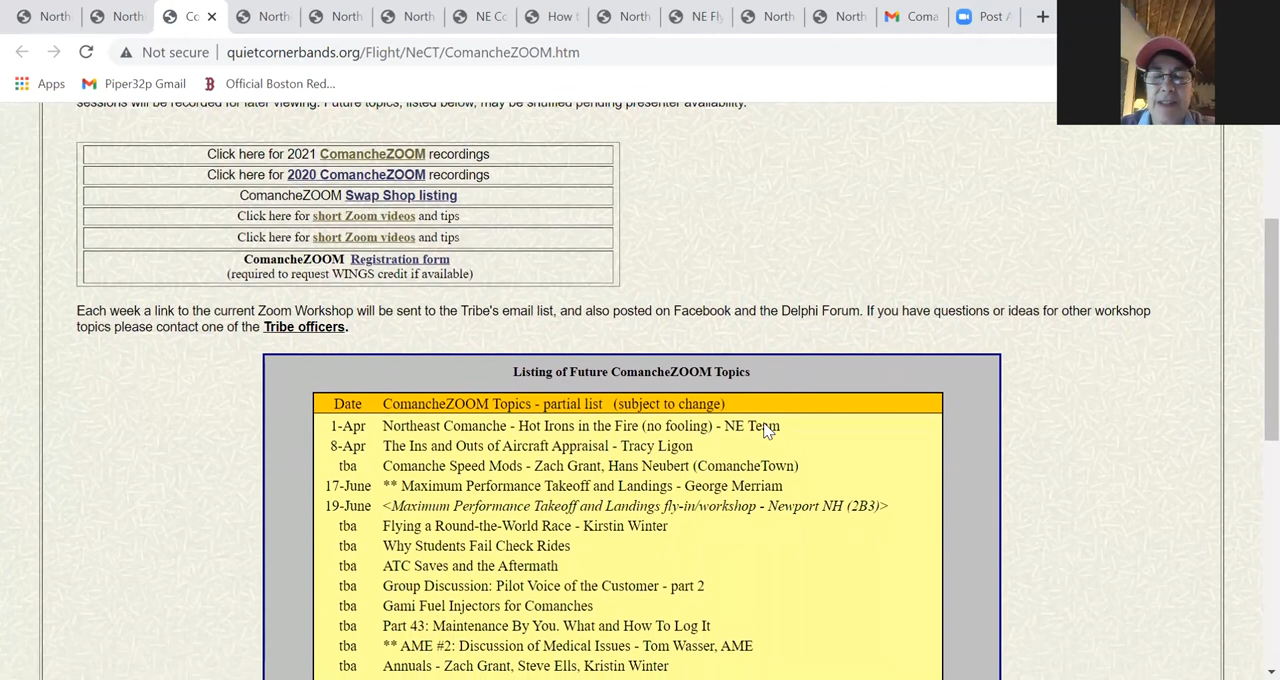 North
North
Co
North
North
North
NE Co
How t
North
NE Fly
North
North
Coma
Post A
Not secure quietcornerbands.org/Flight/NeCT/ComancheZOOM.htm
Apps Piper32p Gmail Official Boston Red...
sessions will be recorded for later viewing. Future topics, listed below, may be shuffled pending presenter availability.
Click here for 2021 ComancheZOOM recordings
Click here for 2020 ComancheZOOM recordings
ComancheZOOM Swap Shop listing
Click here for short Zoom videos and tips
Click here for short Zoom videos and tips
ComancheZOOM Registration form
(required to request WINGS credit if available)
Each week a link to the current Zoom Workshop will be sent to the Tribe's email list, and also posted on Facebook and the Delphi Forum. If you have questions or ideas for other workshop
topics please contact one of the Tribe officers.
Listing of Future ComancheZOOM Topics
Date ComancheZOOM Topics - partial list (subject to change)
1-Apr Northeast Comanche - Hot Irons in the Fire (no fooling) - NE Team
8-Apr The Ins and Outs of Aircraft Appraisal - Tracy Ligon
tba Comanche Speed Mods - Zach Grant, Hans Neubert (ComancheTown)
17-June ** Maximum Performance Takeoff and Landings - George Merriam
19-June <Maximum Performance Takeoff and Landings fly-in/workshop - Newport NH (2B3)>
tba Flying a Round-the-World Race - Kirstin Winter
tba Why Students Fail Check Rides
tba ATC Saves and the Aftermath
tba Group Discussion: Pilot Voice of the Customer - part 2
tba Gami Fuel Injectors for Comanches
tba Part 43: Maintenance By You. What and How To Log It
tba ** AME #2: Discussion of Medical Issues - Tom Wasser, AME
tba Annuals - Zach Grant, Steve Ells, Kristin Winter